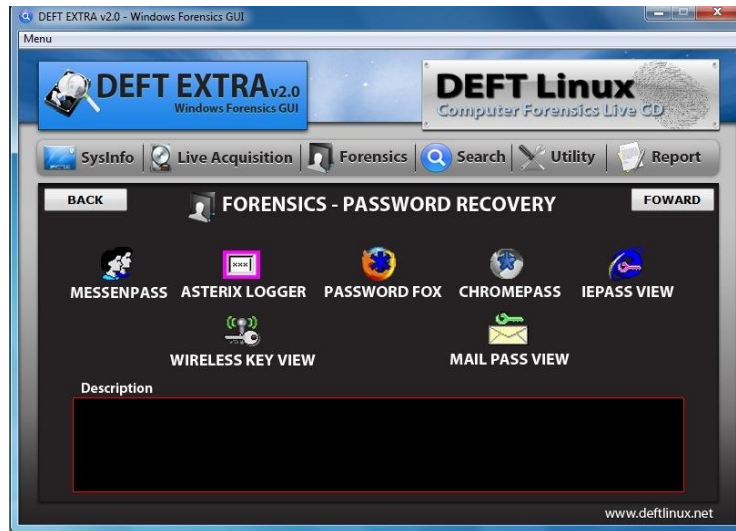 DEFT EXTRA v2.0 - Windows Forensics GUI
Menu
DEFT EXTRA v2.0
Windows Forensics GUI
DEFT Linux
Computer Forensics Live CD
SysInfo Live Acquisition Forensics Search Utility Report
BACK
FORENSICS - PASSWORD RECOVERY
FOWARD
MESSENPASS ASTERIX LOGGER PASSWORD FOX CHROMEPASS IEPASS VIEW
WIRELESS KEY VIEW MAIL PASS VIEW
Description
www.deftlinux.net